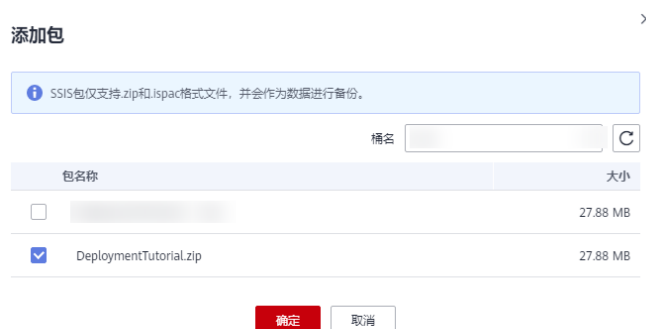 添加包
SSIS包仅支持.zip和.ispac格式文件，并会作为数据进行备份。
桶名
包名称 大小
27.88 MB
DeploymentTutorial.zip 27.88 MB
确定 取消